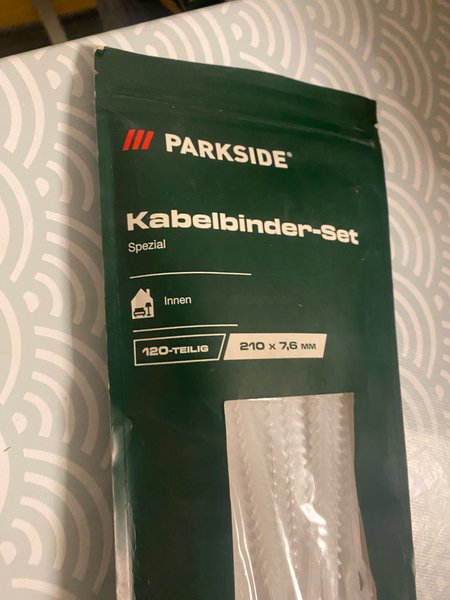 PARKSIDE®
Kabelbinder-Set
Spezial
Innen
120-TEILIG
210 x 7,6 MM